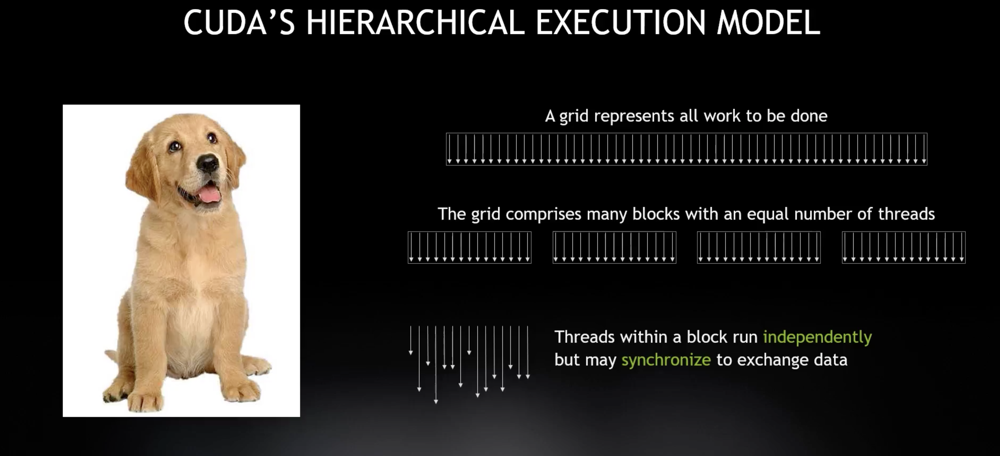 CUDA’S HIERARCHICAL EXECUTION MODEL
A grid represents all work to be done
The grid comprises many blocks with an equal number of threads
Threads within a block run independently
but may synchronize to exchange data